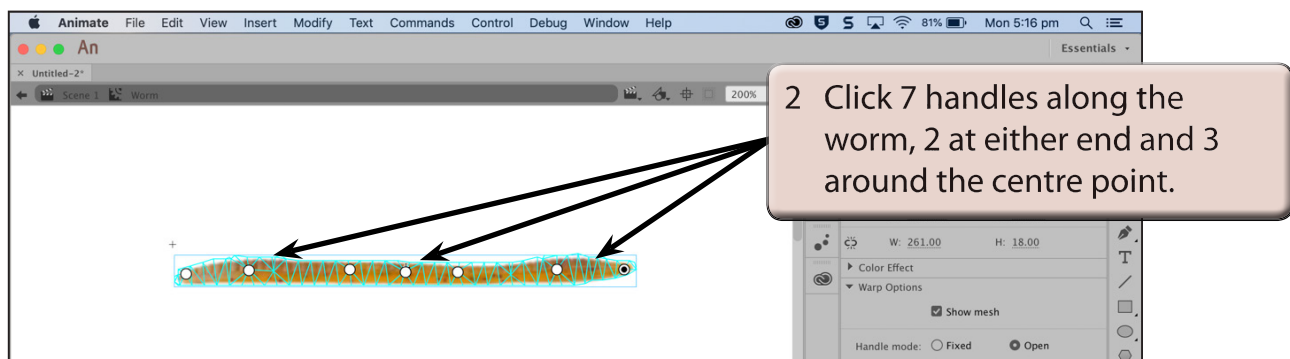 Animate File Edit View Insert Modify Text Commands Control Debug Window Help 81% Mon 5:16 pm
An Essentials
× Untitled-2*
Scene 1 Worm 200%
2 Click 7 handles along the
worm, 2 at either end and 3
around the centre point.
W: 261.00 H: 18.00
T
Color Effect
Warp Options
Show mesh
Handle mode: Fixed Open